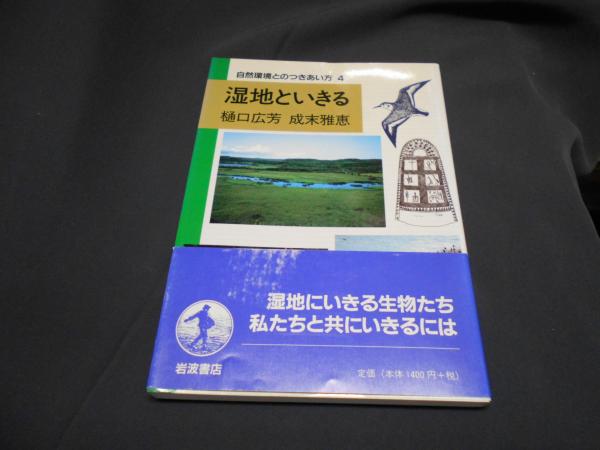 自然環境とのつきあい方 4
湿地といきる
樋口広芳 成末雅恵
湿地にいきる生物たち
私たちと共にいきるには
岩波書店
定価（本体1400円+税）